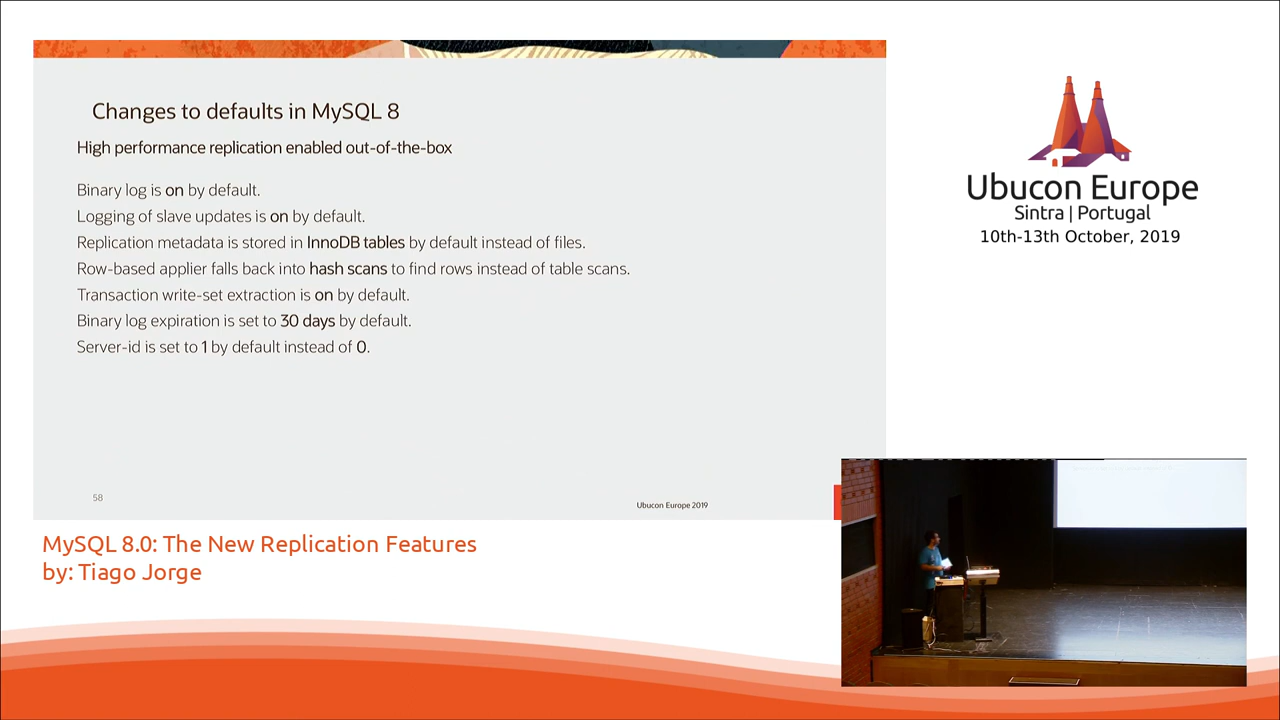 Changes to defaults in MySQL 8
High performance replication enabled out-of-the-box
Binary log is on by default.
Logging of slave updates is on by default.
Replication metadata is stored in InnoDB tables by default instead of files.
Row-based applier falls back into hash scans to find rows instead of table scans.
Transaction write-set extraction is on by default.
Binary log expiration is set to 30 days by default.
Server-id is set to 1 by default instead of 0.
58
Ubucon Europe 2019
MySQL 8.0: The New Replication Features
by: Tiago Jorge
Ubucon Europe
Sintra | Portugal
10th-13th October, 2019